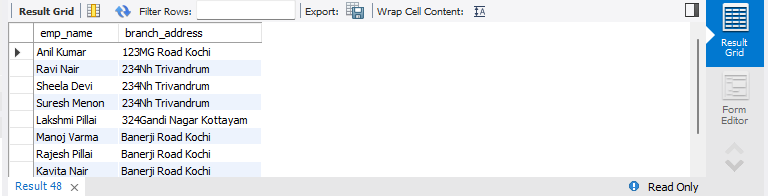 Result Grid Filter Rows: Export: Wrap Cell Content: IA
emp_name branch_address
Anil Kumar 123MG Road Kochi
Ravi Nair 234Nh Trivandrum
Sheela Devi 234Nh Trivandrum
Suresh Menon 234Nh Trivandrum
Lakshmi Pillai 324Gandi Nagar Kottayam
Manoj Varma Banerji Road Kochi
Rajesh Pillai Banerji Road Kochi
Kavita Nair Banerji Road Kochi
Result 48 Read Only
Result
Grid
Form
Editor